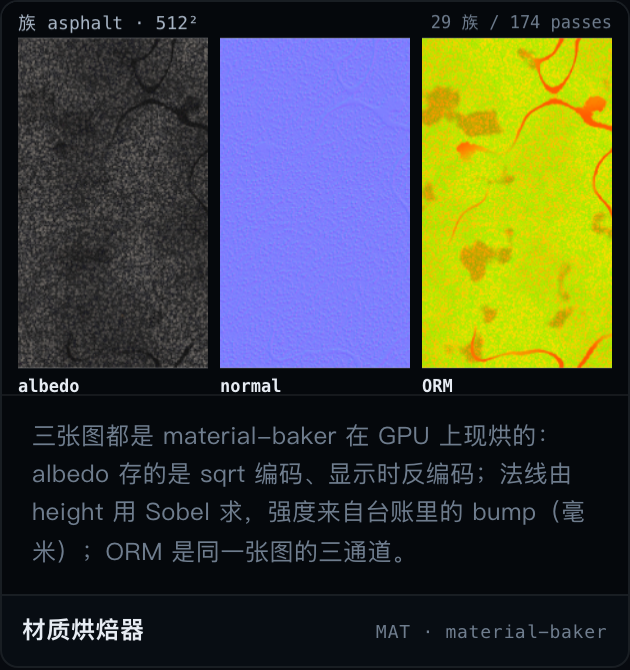 族 asphalt · 512²
29 族 / 174 passes
albedo
normal
ORM
三张图都是 material-baker 在 GPU 上现烘的：
albedo 存的是 sqrt 编码、显示时反编码；法线由
height 用 Sobel 求，强度来自台账里的 bump（毫
米）；ORM 是同一张图的三通道。
材质烘焙器
MAT · material-baker